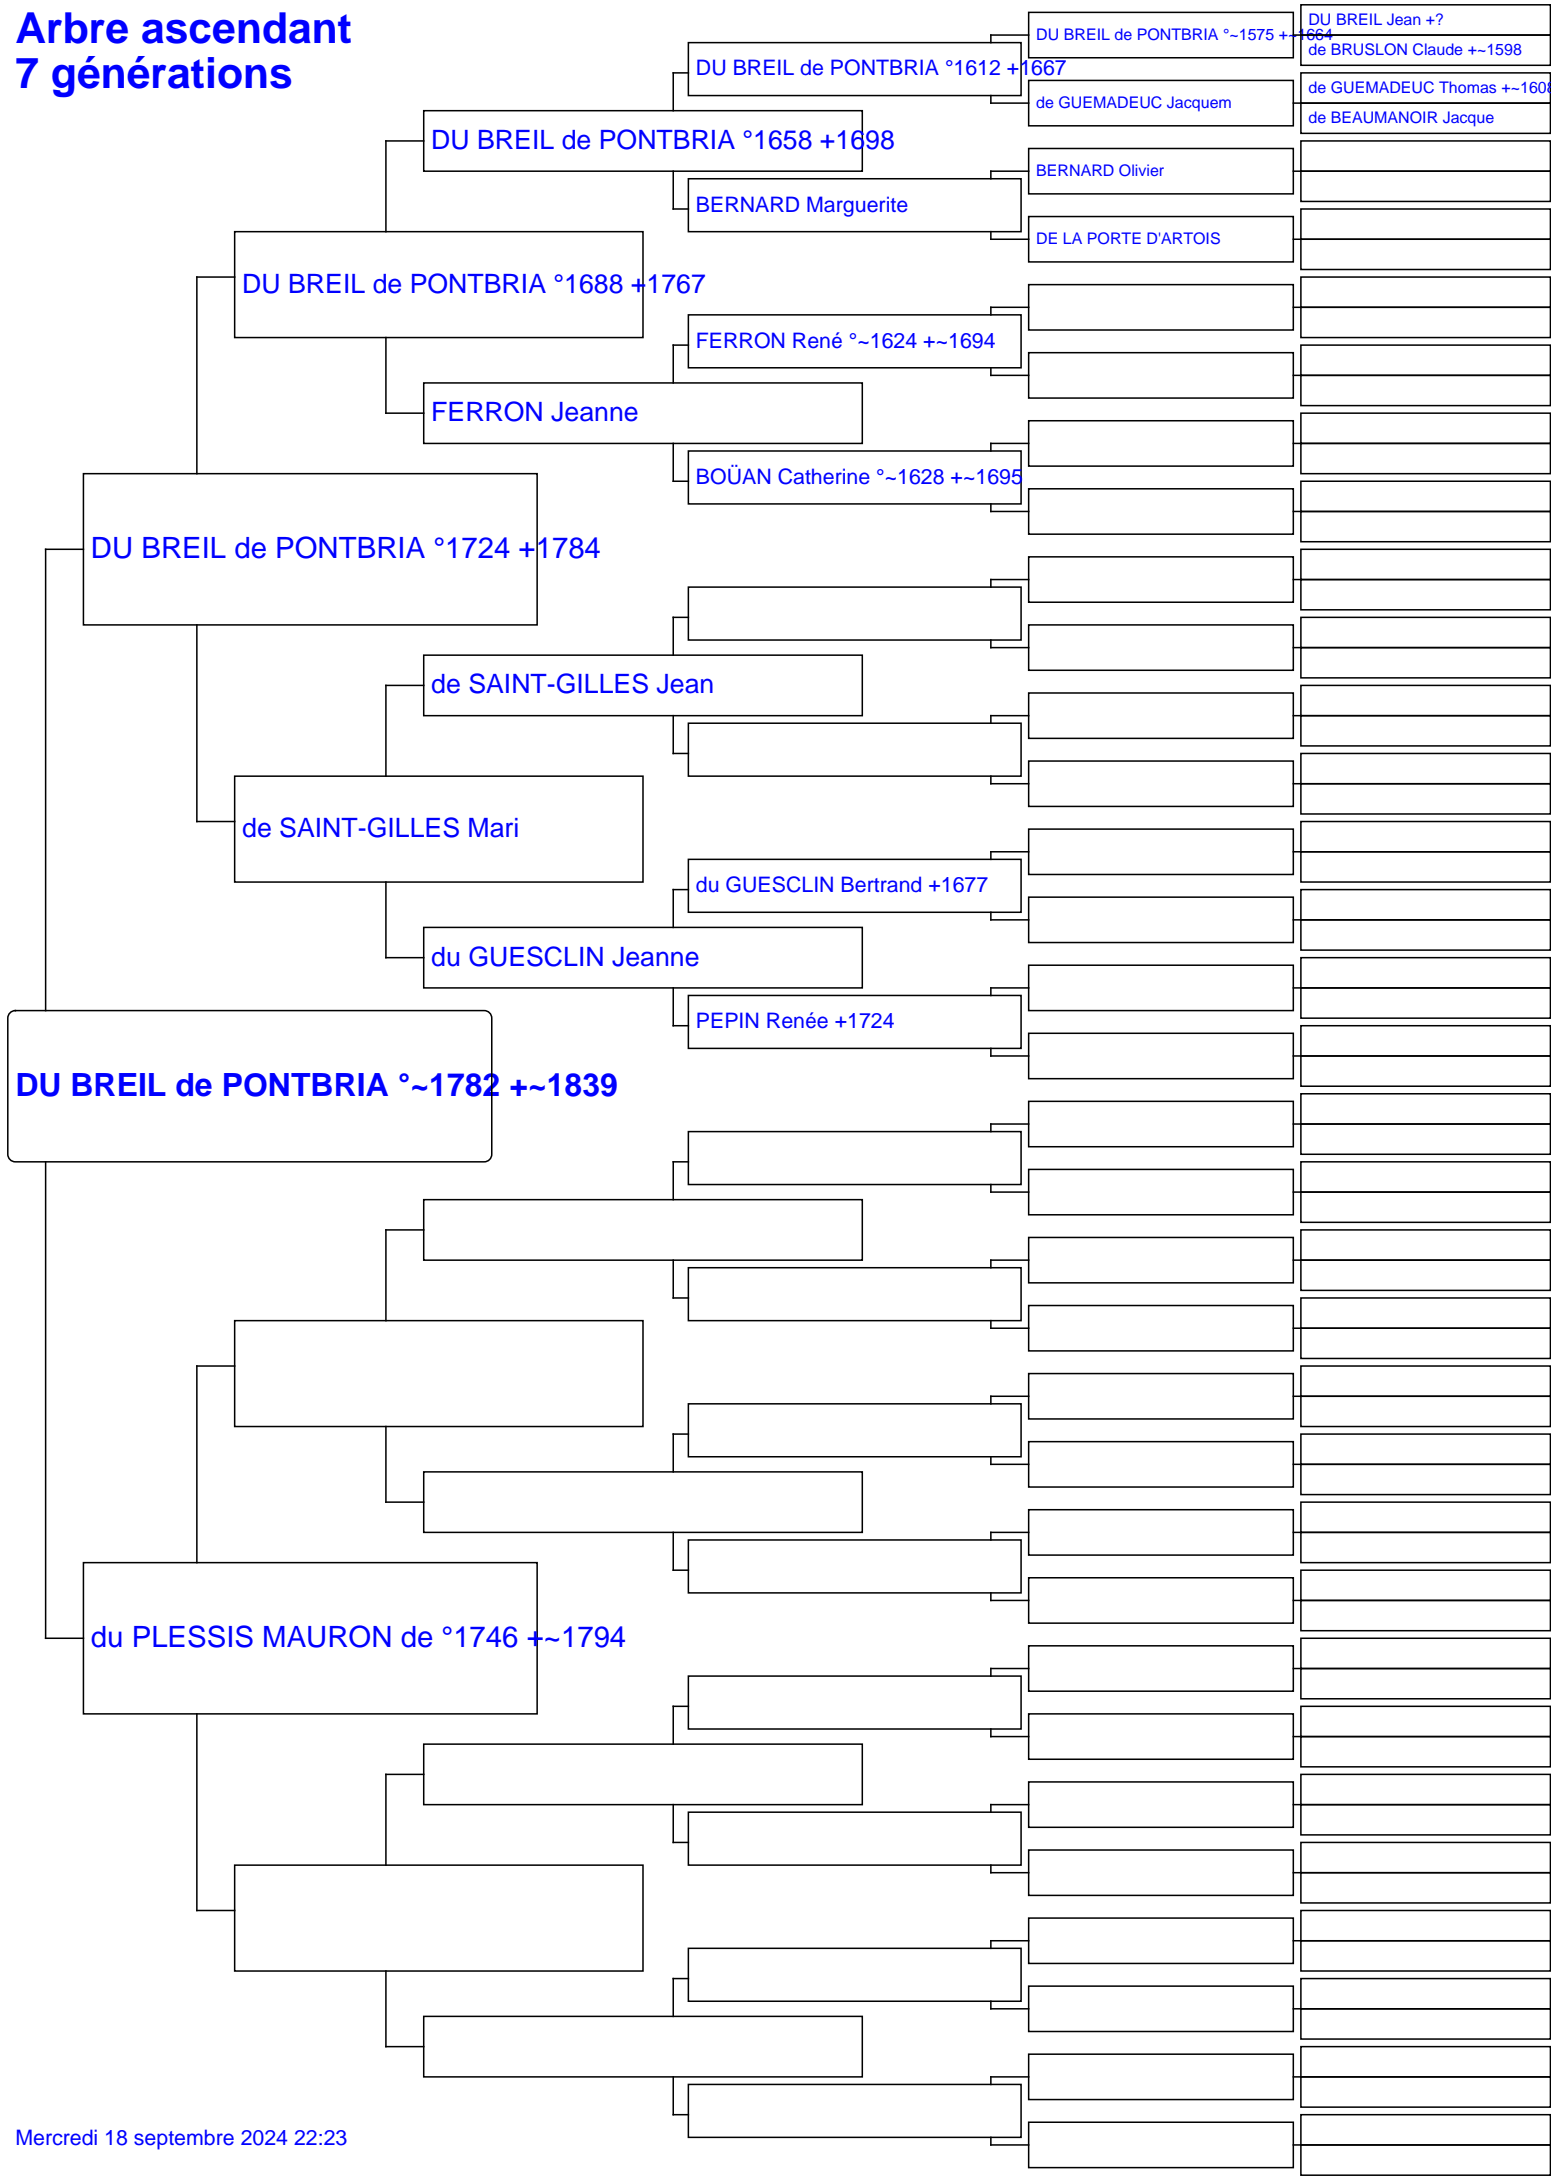 Arbre ascendant
7 générations
DU BREIL Jean +?
DU BREIL de PONTBRIA °~1575 +~1664
de BRUSLON Claude +~1598
DU BREIL de PONTBRIA °1612 +1667
de GUEMADEUC Thomas +~1608
de GUEMADEUC Jacquem
de BEAUMANOIR Jacque
DU BREIL de PONTBRIA °1658 +1698
BERNARD Olivier
BERNARD Marguerite
DE LA PORTE D'ARTOIS
DU BREIL de PONTBRIA °1688 +1767
FERRON René °~1624 +~1694
FERRON Jeanne
BOÜAN Catherine °~1628 +~1695
DU BREIL de PONTBRIA °1724 +1784
de SAINT-GILLES Jean
de SAINT-GILLES Mari
du GUESCLIN Bertrand +1677
du GUESCLIN Jeanne
PEPIN Renée +1724
DU BREIL de PONTBRIA °~1782 +~1839
du PLESSIS MAURON de °1746 +~1794
Mercredi 18 septembre 2024 22:23